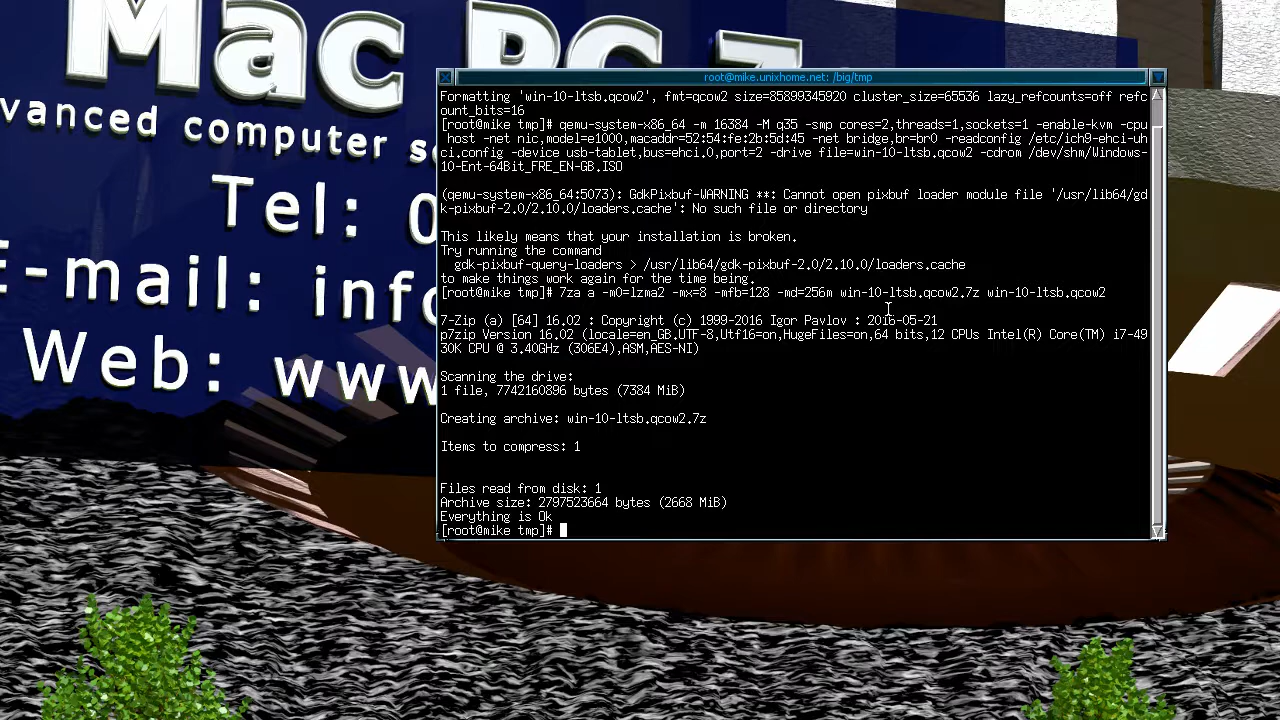 Mac PC 7
vanced computer se
Tel: 0
E-mail: info
Web: www
root@mike.unixhome.net: /big/tmp
Formatting 'win-10-ltsb.qcow2', fmt=qcow2 size=85899345920 cluster_size=65536 lazy_refcounts=off refc
ount_bits=16
[root@mike tmp]# qemu-system-x86_64 -m 16384 -M q35 -smp cores=2,threads=1,sockets=1 -enable-kvm -cpu
host -net nic,model=e1000,macaddr=52:54:fe:2b:5d:45 -net bridge,br=br0 -readconfig /etc/ich9-ehci-uh
ci.config -device usb-tablet,bus=ehci.0,port=2 -drive file=win-10-ltsb.qcow2 -cdrom /dev/shm/Windows-
10-Ent-64Bit_FRE_EN-GB.ISO
(qemu-system-x86_64:5073): GdkPixbuf-WARNING **: Cannot open pixbuf loader module file '/usr/lib64/gd
k-pixbuf-2.0/2.10.0/loaders.cache': No such file or directory
This likely means that your installation is broken.
Try running the command
gdk-pixbuf-query-loaders > /usr/lib64/gdk-pixbuf-2.0/2.10.0/loaders.cache
to make things work again for the time being.
[root@mike tmp]# 7za a -m0=lzma2 -mx=8 -mfb=128 -md=256m win-10-ltsb.qcow2.7z win-10-ltsb.qcow2
7-Zip (a) [64] 16.02 : Copyright (c) 1999-2016 Igor Pavlov : 2016-05-21
p7zip Version 16.02 (locale=en_GB.UTF-8,Utf16=on,HugeFiles=on,64 bits,12 CPUs Intel(R) Core(TM) i7-49
30K CPU @ 3.40GHz (306E4),ASM,AES-NI)
Scanning the drive:
1 file, 7742160896 bytes (7384 MiB)
Creating archive: win-10-ltsb.qcow2.7z
Items to compress: 1
Files read from disk: 1
Archive size: 2797523664 bytes (2668 MiB)
Everything is Ok
[root@mike tmp]#